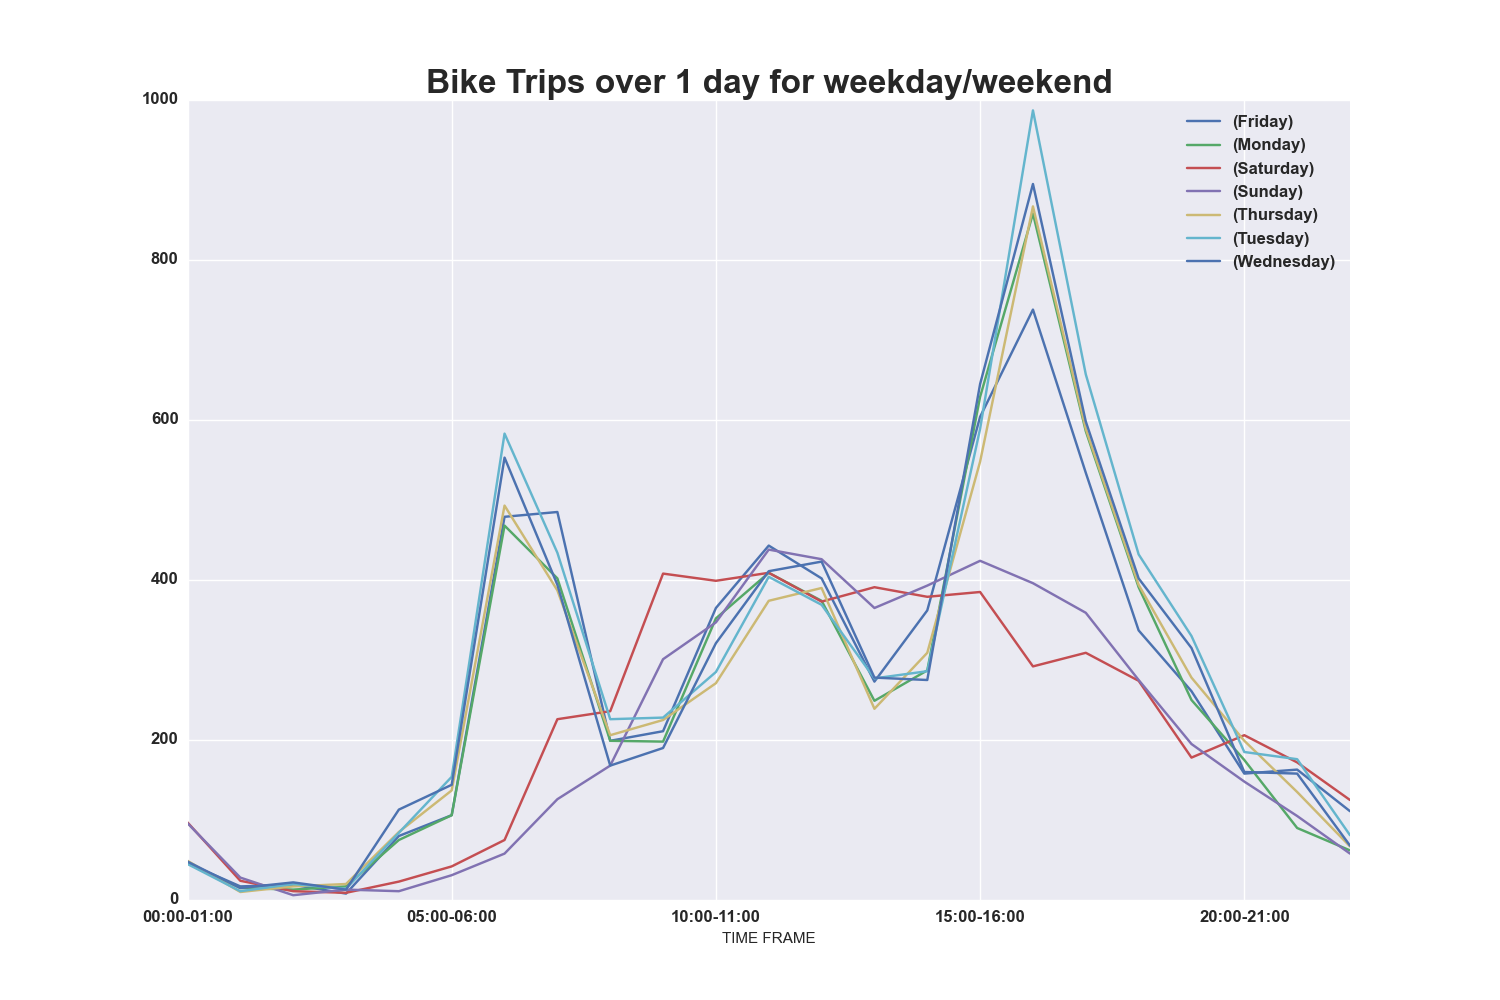 Bike Trips over 1 day for weekday/weekend
1000
800
600
400
200
0
(Friday)
(Monday)
(Saturday)
(Sunday)
(Thursday)
(Tuesday)
(Wednesday)
00:00-01:00 05:00-06:00 10:00-11:00 15:00-16:00 20:00-21:00
TIME FRAME